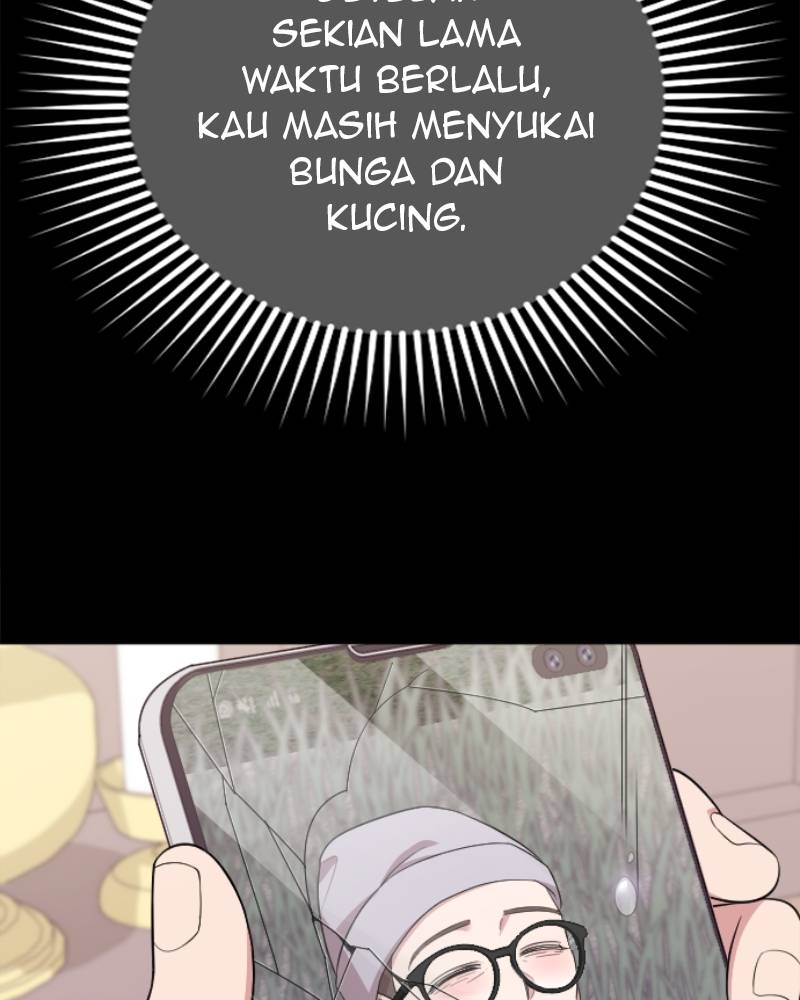 SEKIAN LAMA
WAKTU BERLALU,
KAU MASIH MENYUKAI
BUNGA DAN
KUCING.